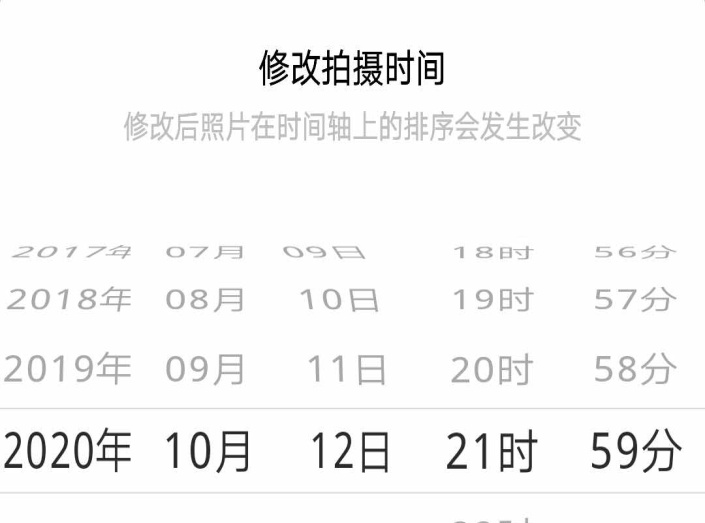 修改拍摄时间
修改后照片在时间轴上的排序会发生改变
2017年 07月 09日 18时 56分
2018年 08月 10日 19时 57分
2019年 09月 11日 20时 58分
2020年 10月 12日 21时 59分